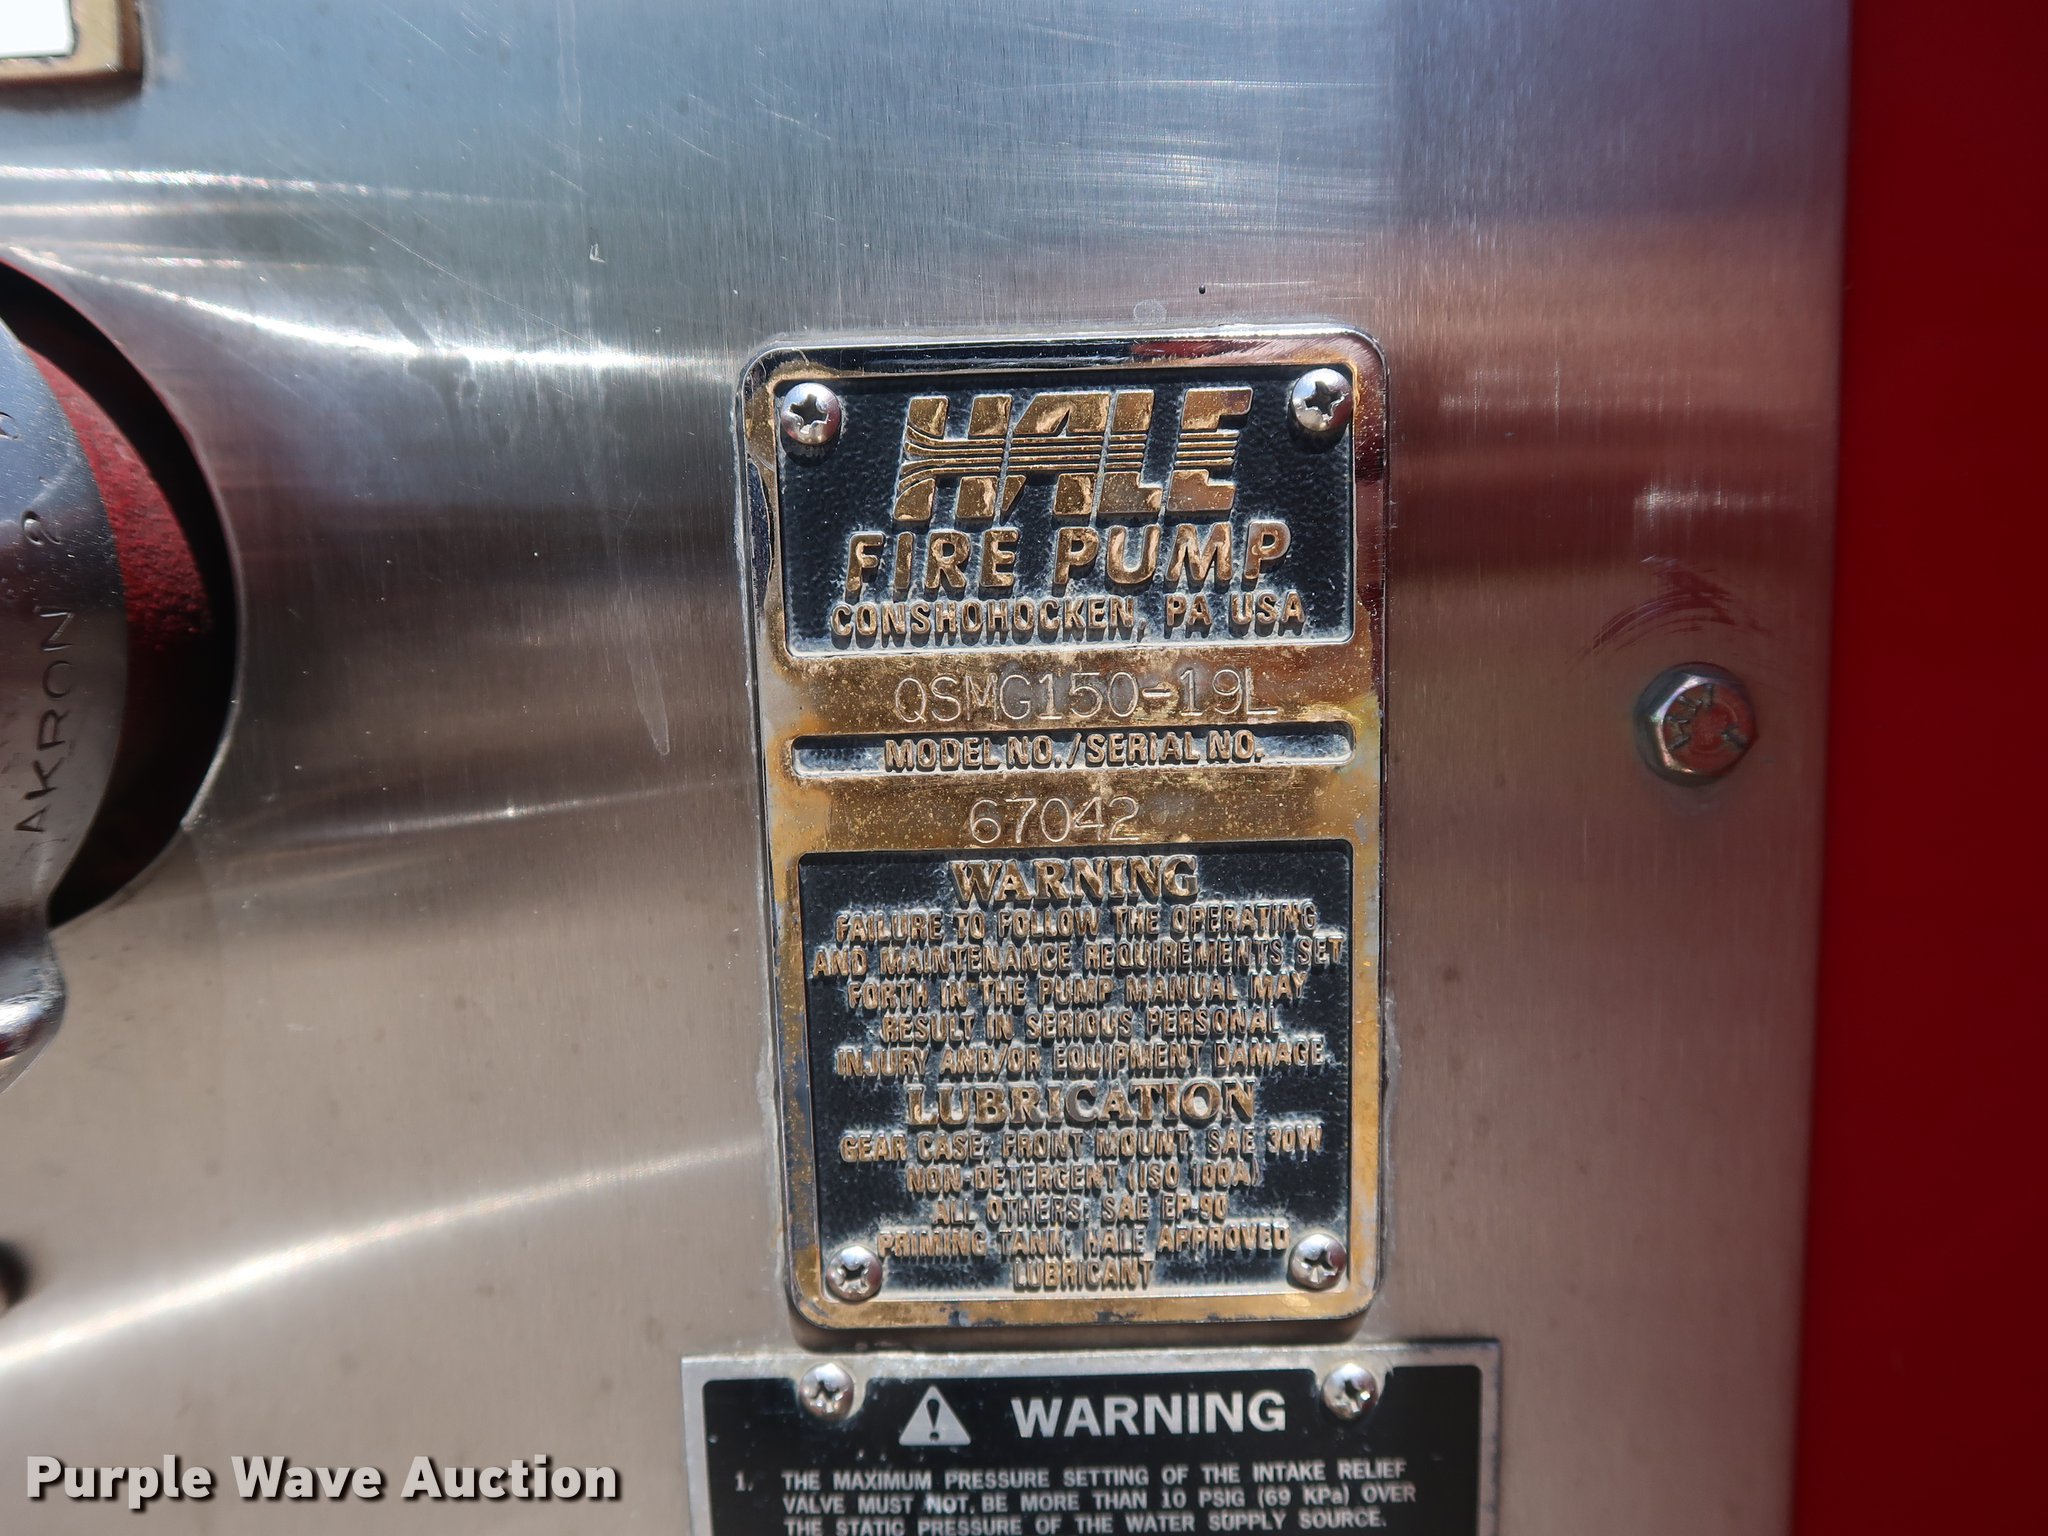 HALE
FIRE PUMP
CONSHOHOCKEN, PA USA
QSMG150-19L
MODEL NO./SERIAL NO.
67042
WARNING
FAILURE TO FOLLOW THE OPERATING
AND MAINTENANCE REQUIREMENTS SET
FORTH IN THE PUMP MANUAL MAY
RESULT IN SERIOUS PERSONAL
INJURY AND/OR EQUIPMENT DAMAGE.
LUBRICATION
GEAR CASE: FRONT MOUNT: SAE 30W
NON-DETERGENT (ISO 100A)
ALL OTHERS: SAE EP-90
PRIMING TANK: HALE APPROVED
LUBRICANT
AKRON
WARNING
1. THE MAXIMUM PRESSURE SETTING OF THE INTAKE RELIEF
VALVE MUST NOT BE MORE THAN 10 PSIG (69 KPa) OVER
THE STATIC PRESSURE OF THE WATER SUPPLY SOURCE.
Purple Wave Auction